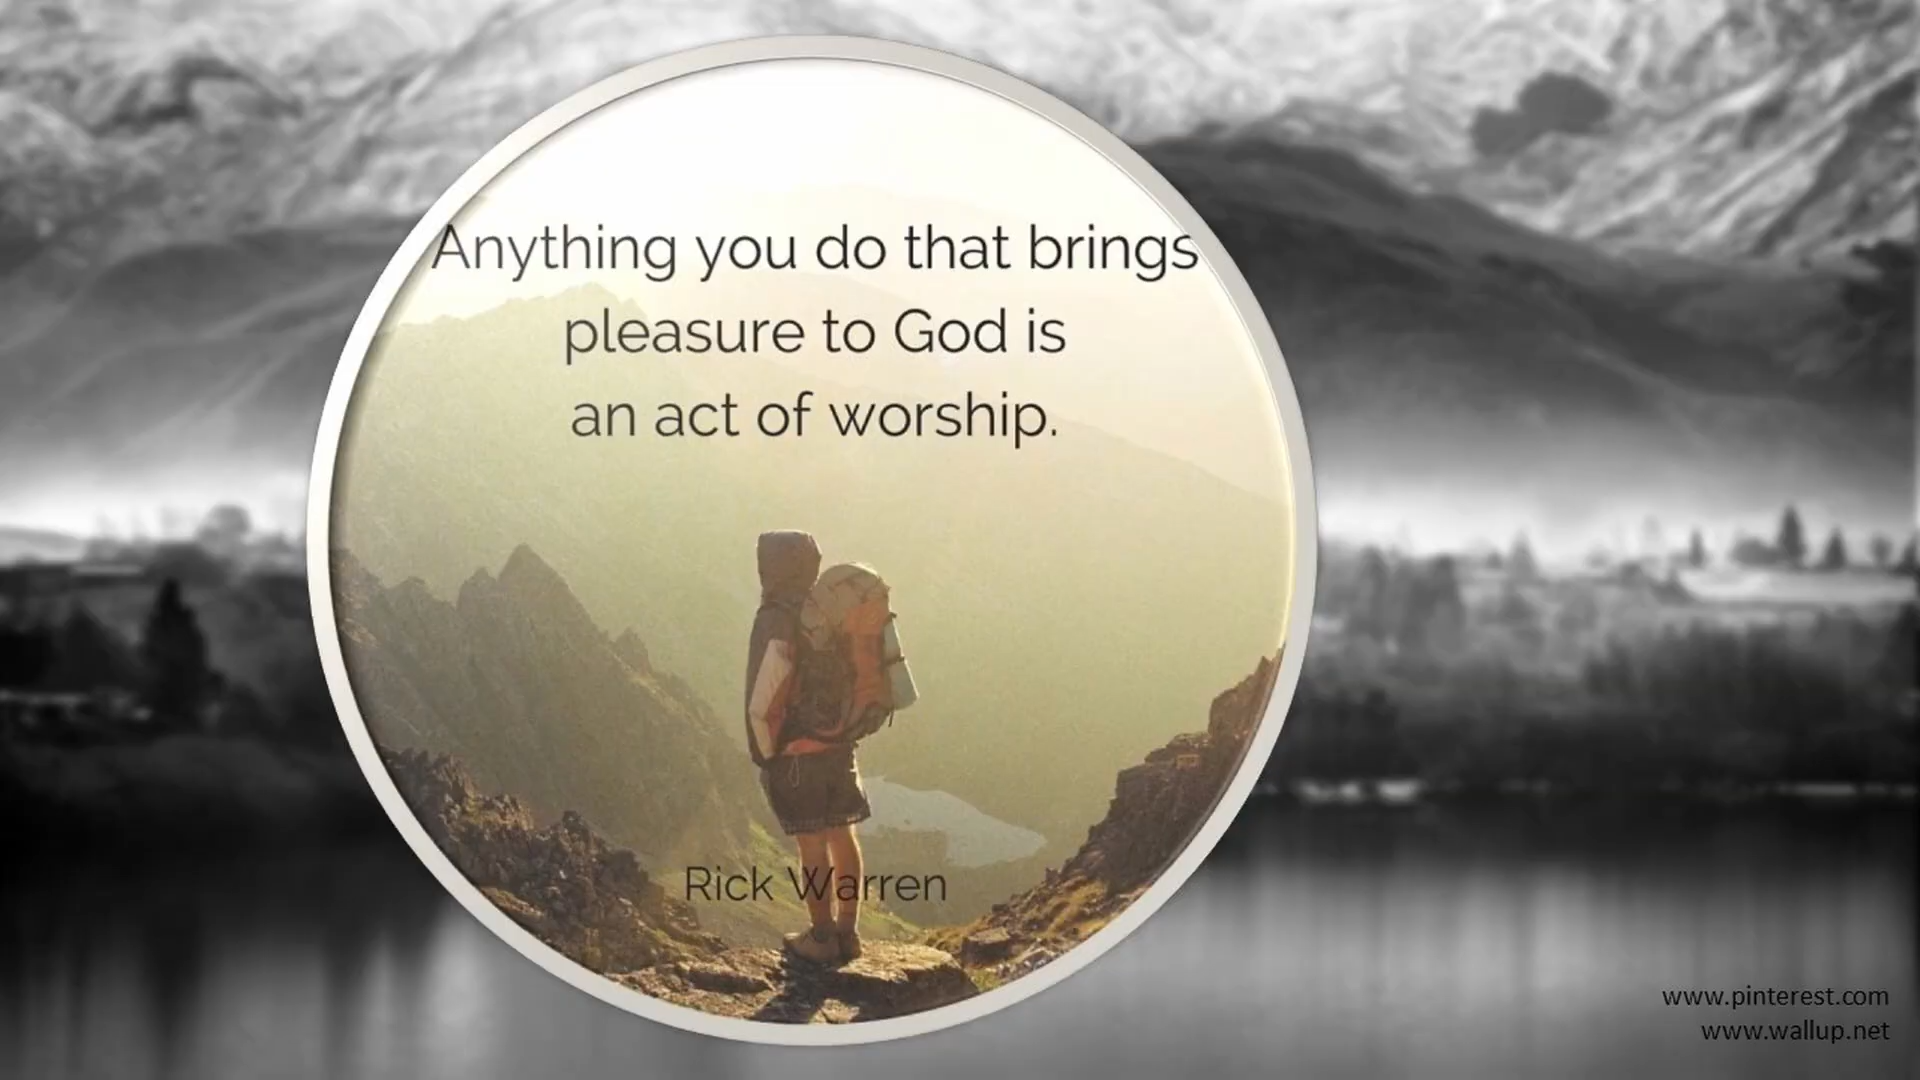 Anything you do that brings
pleasure to God is
an act of worship.
Rick Warren
www.pinterest.com
www.wallup.net